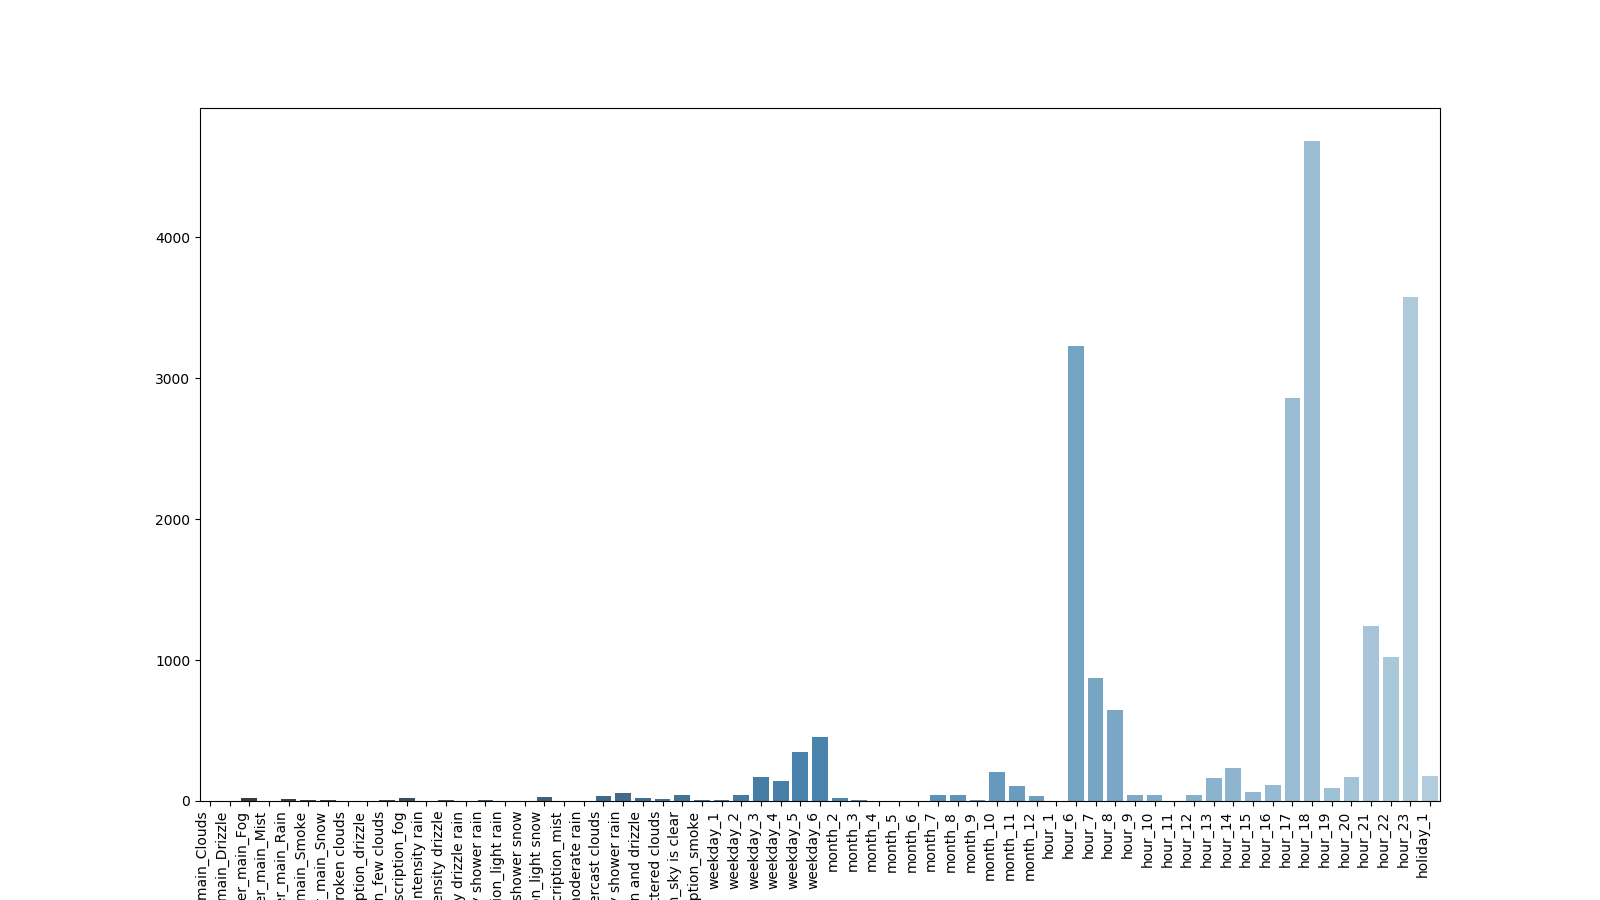 4000
3000
2000
1000
0
main_Clouds
main_Drizzle
er_main_Fog
er_main_Mist
er_main_Rain
main_Smoke
_main_Snow
roken clouds
ption_drizzle
n_few clouds
scription_fog
ntensity rain
ensity drizzle
y drizzle rain
y shower rain
ion_light rain
shower snow
on_light snow
cription_mist
noderate rain
ercast clouds
y shower rain
n and drizzle
ttered clouds
n_sky is clear
ption_smoke
weekday_1
weekday_2
weekday_3
weekday_4
weekday_5
weekday_6
month_2
month_3
month_4
month_5
month_6
month_7
month_8
month_9
month_10
month_11
month_12
hour_1
hour_6
hour_7
hour_8
hour_9
hour_10
hour_11
hour_12
hour_13
hour_14
hour_15
hour_16
hour_17
hour_18
hour_19
hour_20
hour_21
hour_22
hour_23
holiday_1